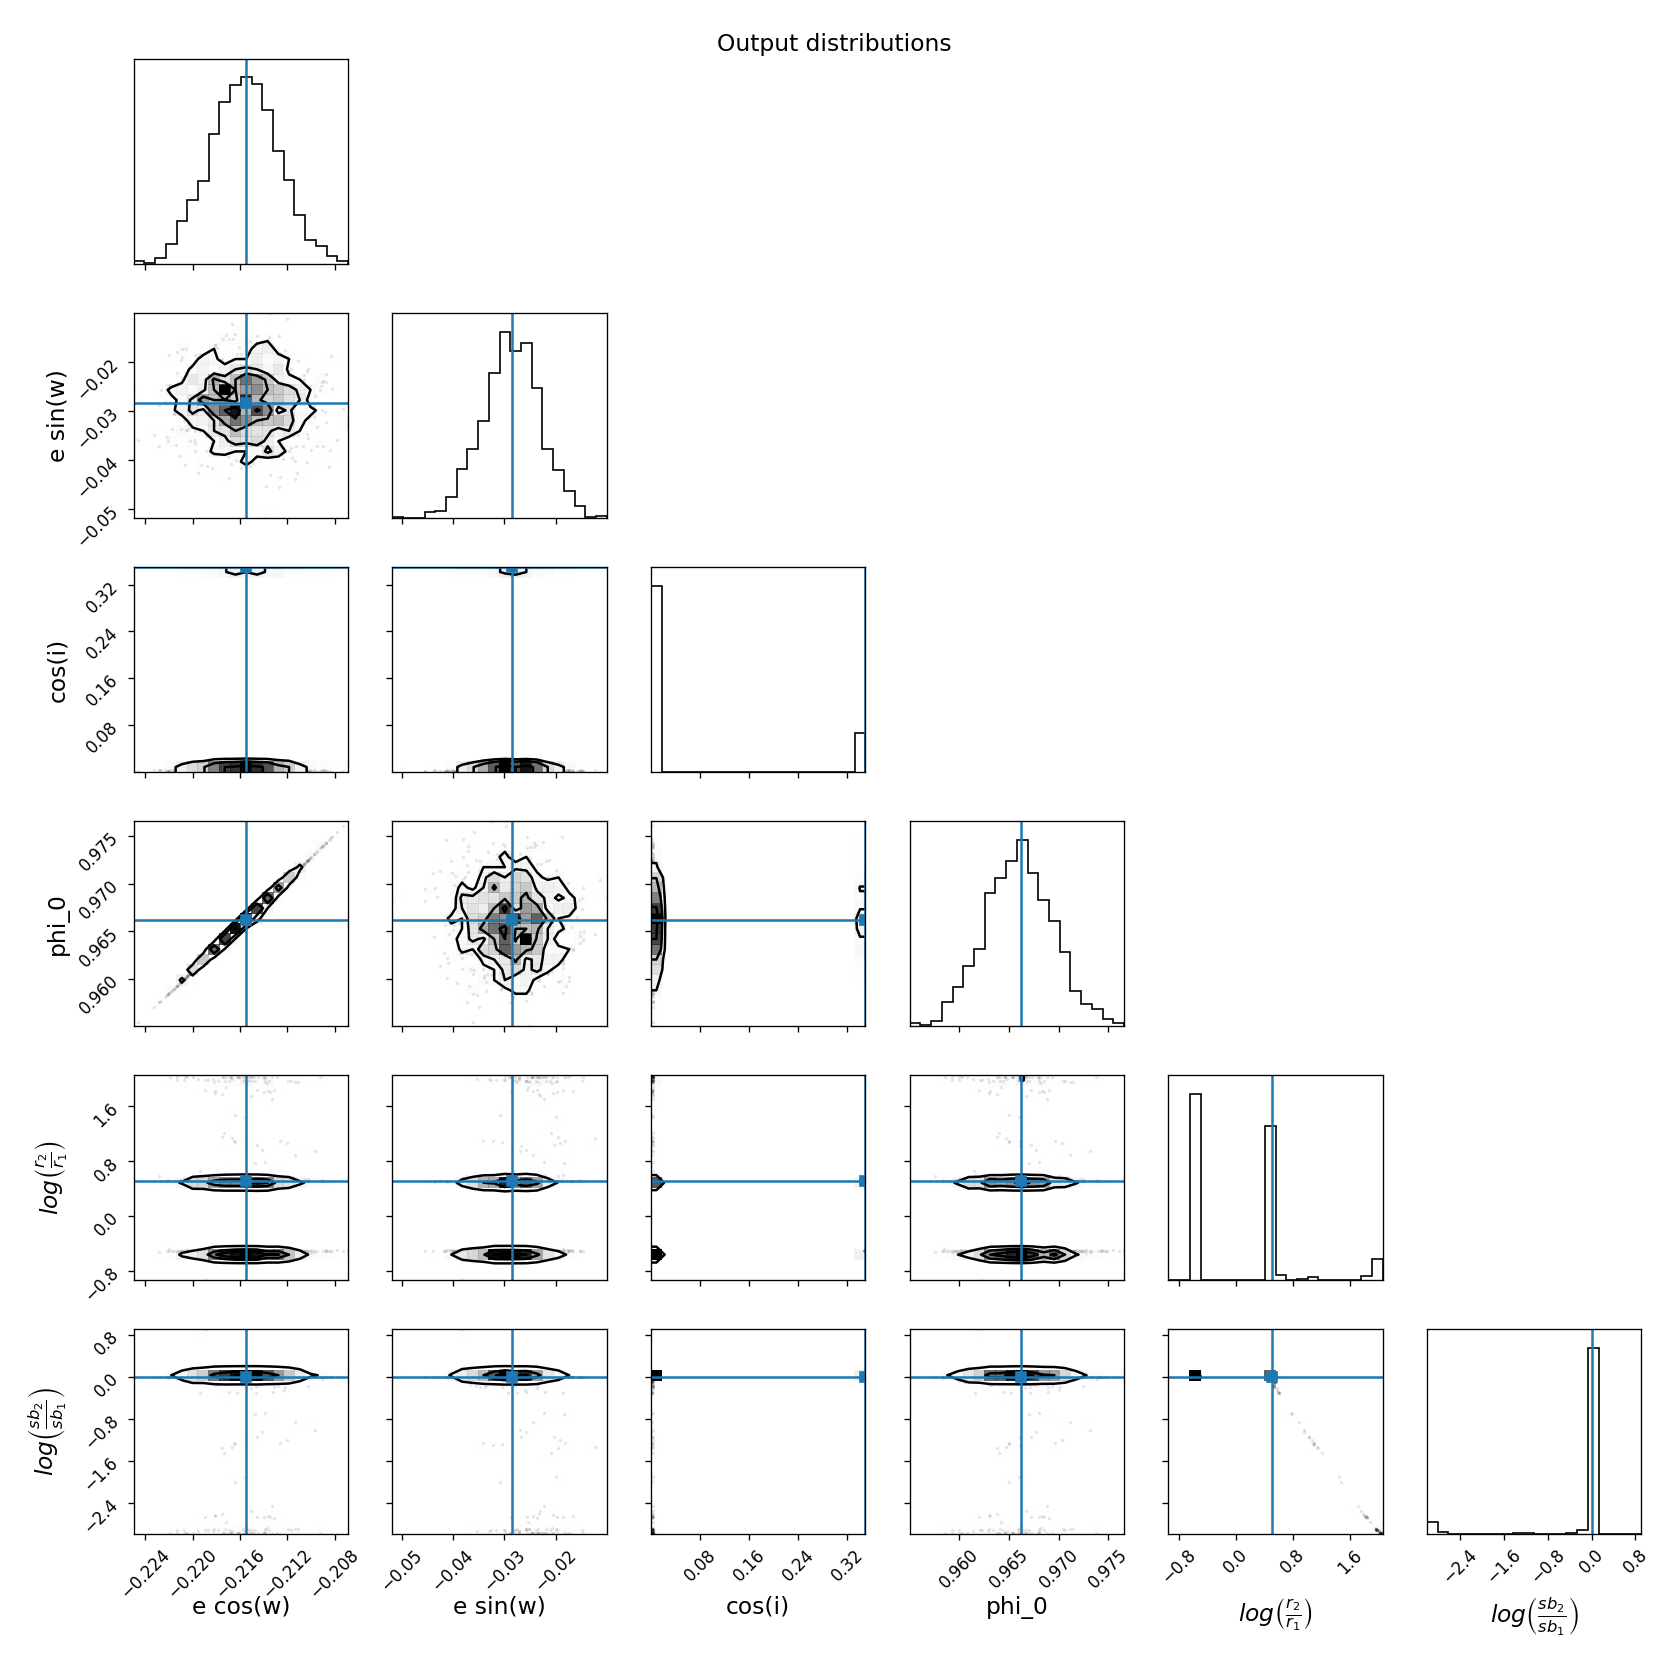 Output distributions
e sin(w)
−0.02
−0.03
−0.04
−0.05
cos(i)
0.32
0.24
0.16
0.08
phi_0
0.975
0.970
0.965
0.960
log(r2/r1)
1.6
0.8
0.0
−0.8
log(sb2/sb1)
0.8
0.0
−0.8
−1.6
−2.4
−0.224 −0.220 −0.216 −0.212 −0.208
−0.05 −0.04 −0.03 −0.02
0.08 0.16 0.24 0.32
0.960 0.965 0.970 0.975
−0.8 0.0 0.8 1.6
−2.4 −1.6 −0.8 0.0 0.8
e cos(w) e sin(w) cos(i) phi_0 log(r2/r1) log(sb2/sb1)